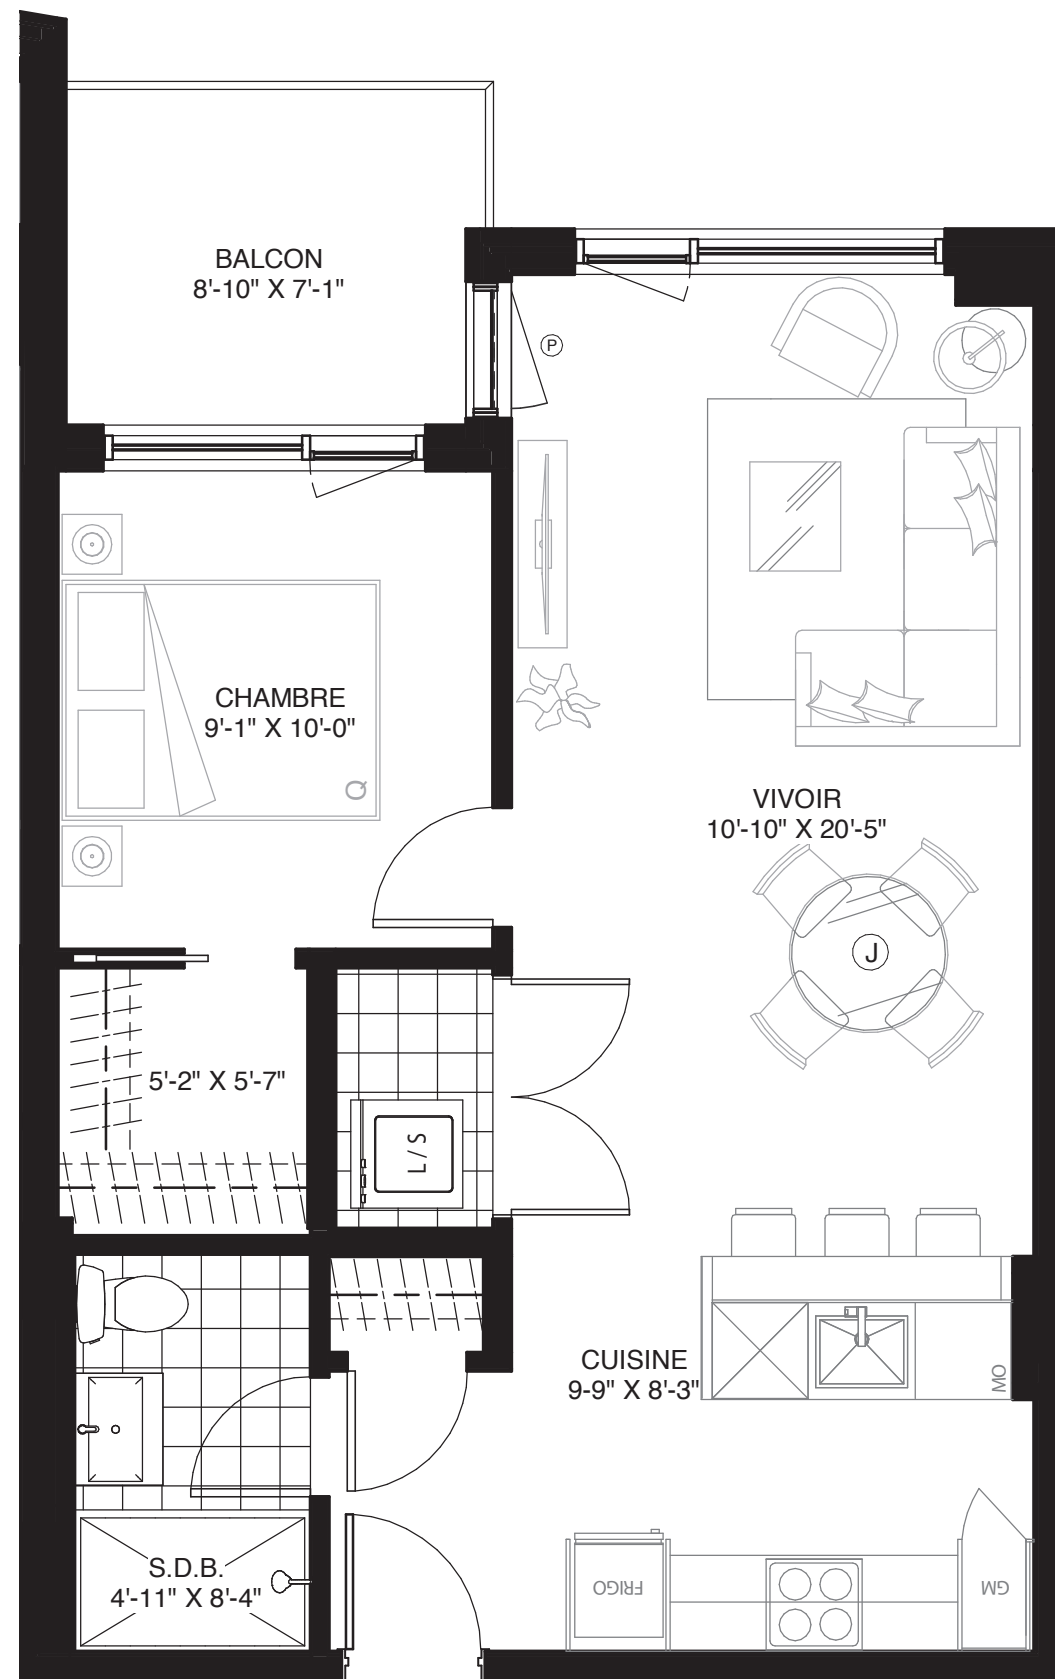 BALCON
8'-10" X 7'-1"
P
CHAMBRE
9'-1" X 10'-0"
Q
VIVOIR
10'-10" X 20'-5"
J
5'-2" X 5'-7"
L/S
CUISINE
9-9" X 8'-3"
MO
S.D.B.
4'-11" X 8'-4"
FRIGO
GM